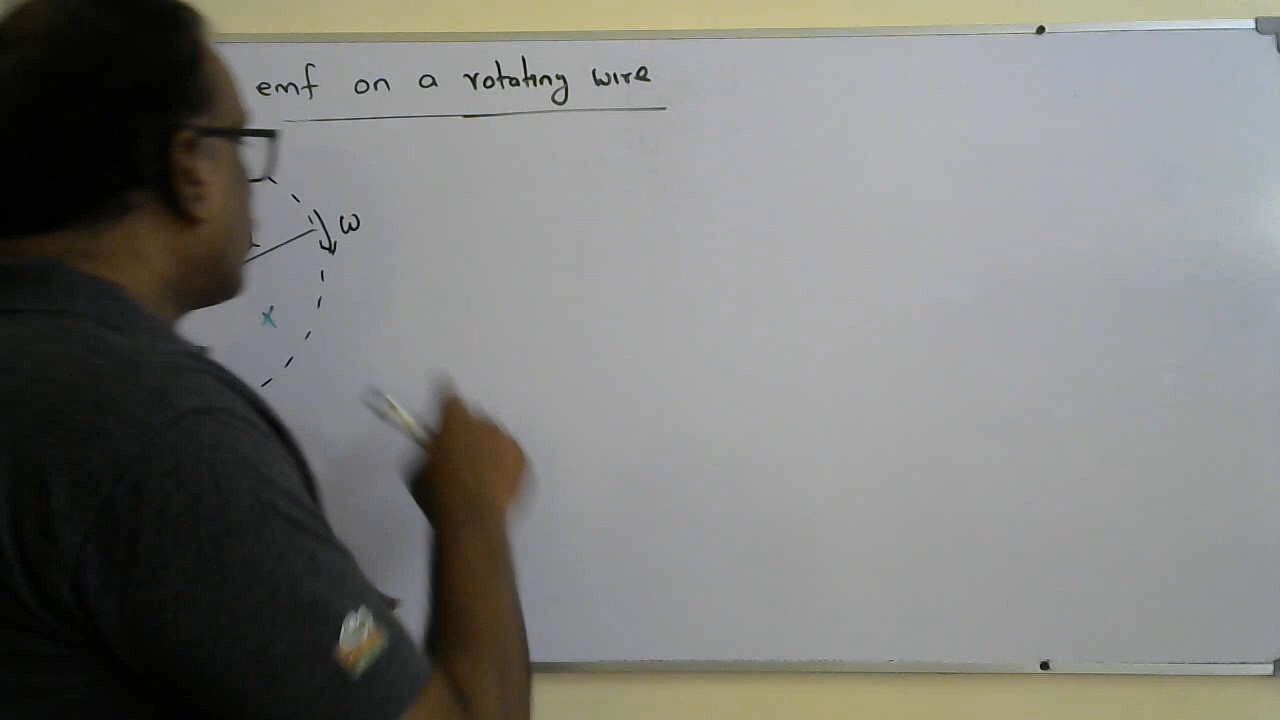 emf on a rotating wire
ω
x